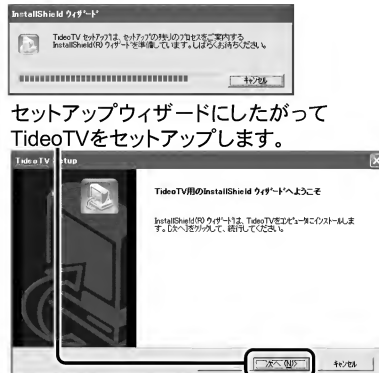 InstallShield ウィザード
TideoTV セットアップは、セットアップの残りのプロセスをご案内する
InstallShield(R) ウィザードを準備しています。しばらくお待ちください。
キャンセル
セットアップウィザードにしたがって
TideoTVをセットアップします。
TideoTV Setup
TideoTV用のInstallShield ウィザードへようこそ
InstallShield(R) ウィザードは、TideoTVをコンピュータにインストールしま
す。[次へ]をクリックして、続行してください。
次へ(N)>
キャンセル